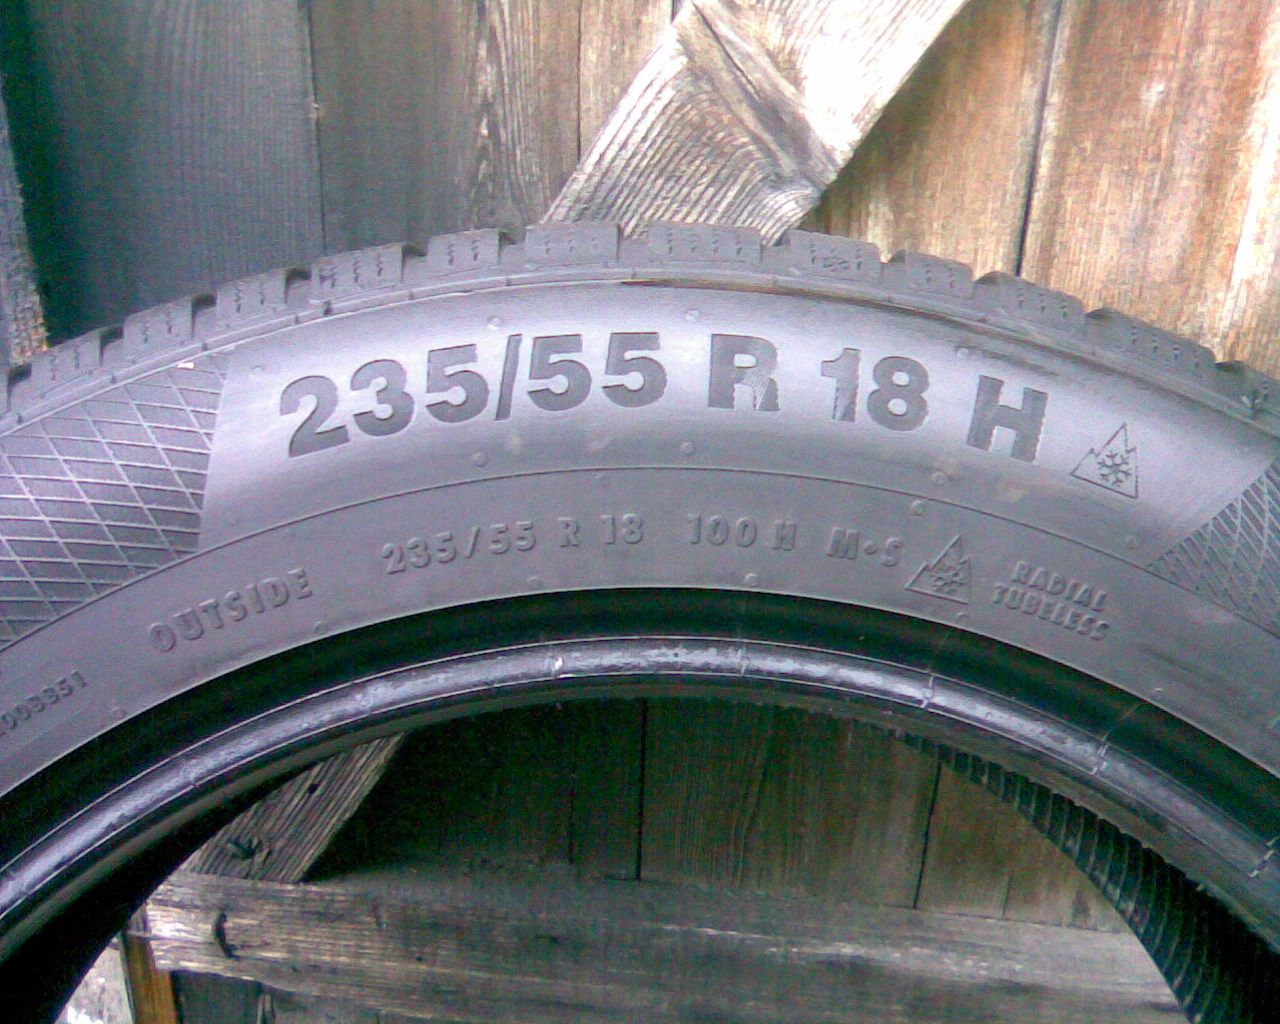 235/55 R 18 H
OUTSIDE 235/55 R 18 100 H M·S
RADIAL
TUBELESS